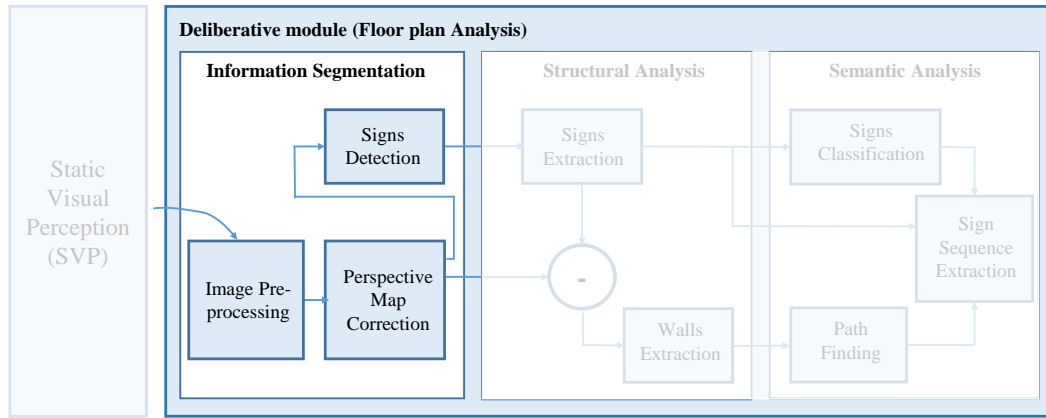 Deliberative module (Floor plan Analysis)
Static
Visual
Perception
(SVP)
Information Segmentation
Signs
Detection
Image Pre-
processing
Perspective
Map
Correction
Structural Analysis
Signs
Extraction
-
Walls
Extraction
Semantic Analysis
Signs
Classification
Sign
Sequence
Extraction
Path
Finding